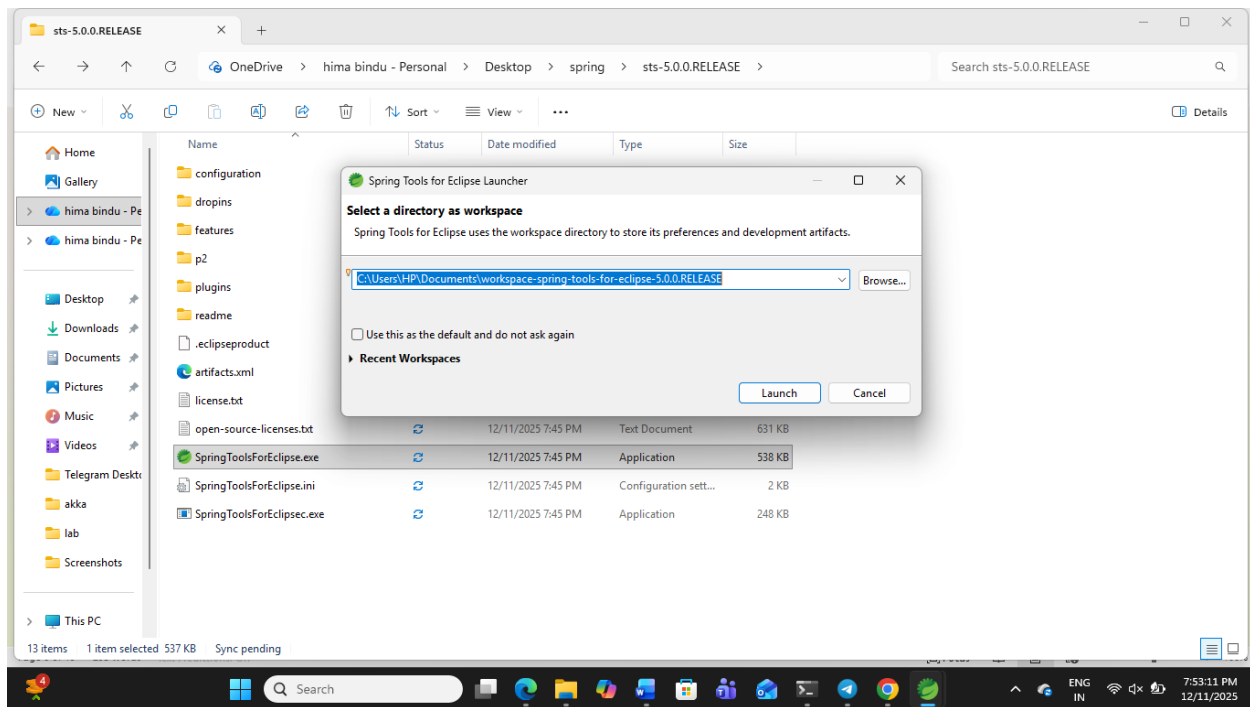 sts-5.0.0.RELEASE
OneDrive > hima bindu - Personal > Desktop > spring > sts-5.0.0.RELEASE >
Search sts-5.0.0.RELEASE
New
Sort
View
Details
Name Status Date modified Type Size
Home
Gallery
hima bindu - Pe
hima bindu - Pe
Desktop
Downloads
Documents
Pictures
Music
Videos
Telegram Deskto
akka
lab
Screenshots
This PC
configuration
dropins
features
p2
plugins
readme
.eclipseproduct
artifacts.xml
license.txt
open-source-licenses.txt 12/11/2025 7:45 PM Text Document 631 KB
SpringToolsForEclipse.exe 12/11/2025 7:45 PM Application 538 KB
SpringToolsForEclipse.ini 12/11/2025 7:45 PM Configuration sett... 2 KB
SpringToolsForEclipsec.exe 12/11/2025 7:45 PM Application 248 KB
Spring Tools for Eclipse Launcher
Select a directory as workspace
Spring Tools for Eclipse uses the workspace directory to store its preferences and development artifacts.
C:\Users\HP\Documents\workspace-spring-tools-for-eclipse-5.0.0.RELEASE
Browse...
Use this as the default and do not ask again
Recent Workspaces
Launch Cancel
13 items 1 item selected 537 KB Sync pending
4
Search
ENG
IN
7:53:11 PM
12/11/2025